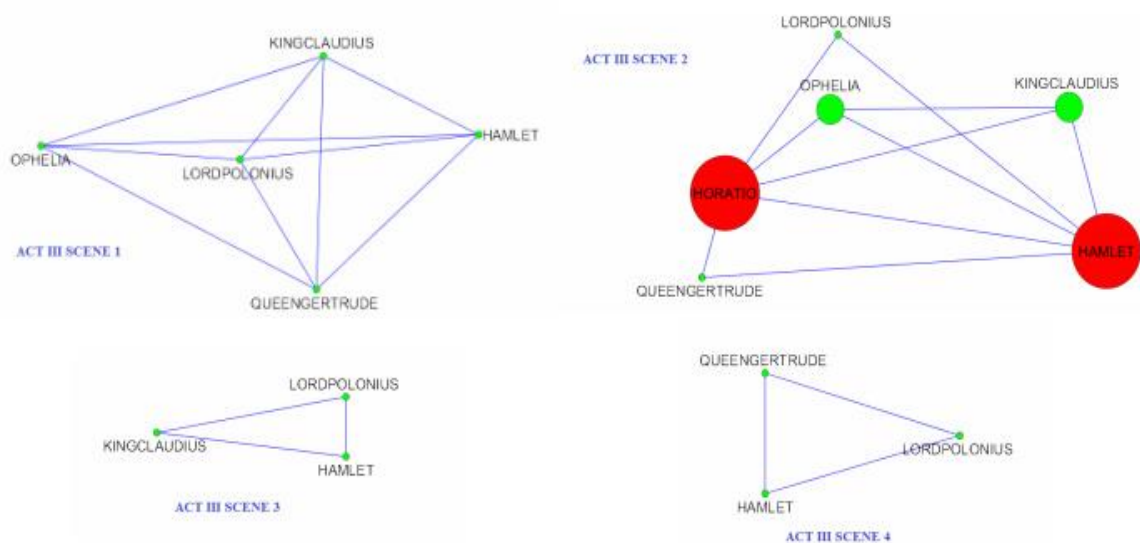 KINGCLAUDIUS
HAMLET
OPHELIA
LORDPOLONIUS
ACT III SCENE 1
QUEENGERTRUDE
LORDPOLONIUS
ACT III SCENE 2
OPHELIA
KINGCLAUDIUS
HORATIO
HAMLET
QUEENGERTRUDE
LORDPOLONIUS
KINGCLAUDIUS
HAMLET
ACT III SCENE 3
QUEENGERTRUDE
LORDPOLONIUS
HAMLET
ACT III SCENE 4